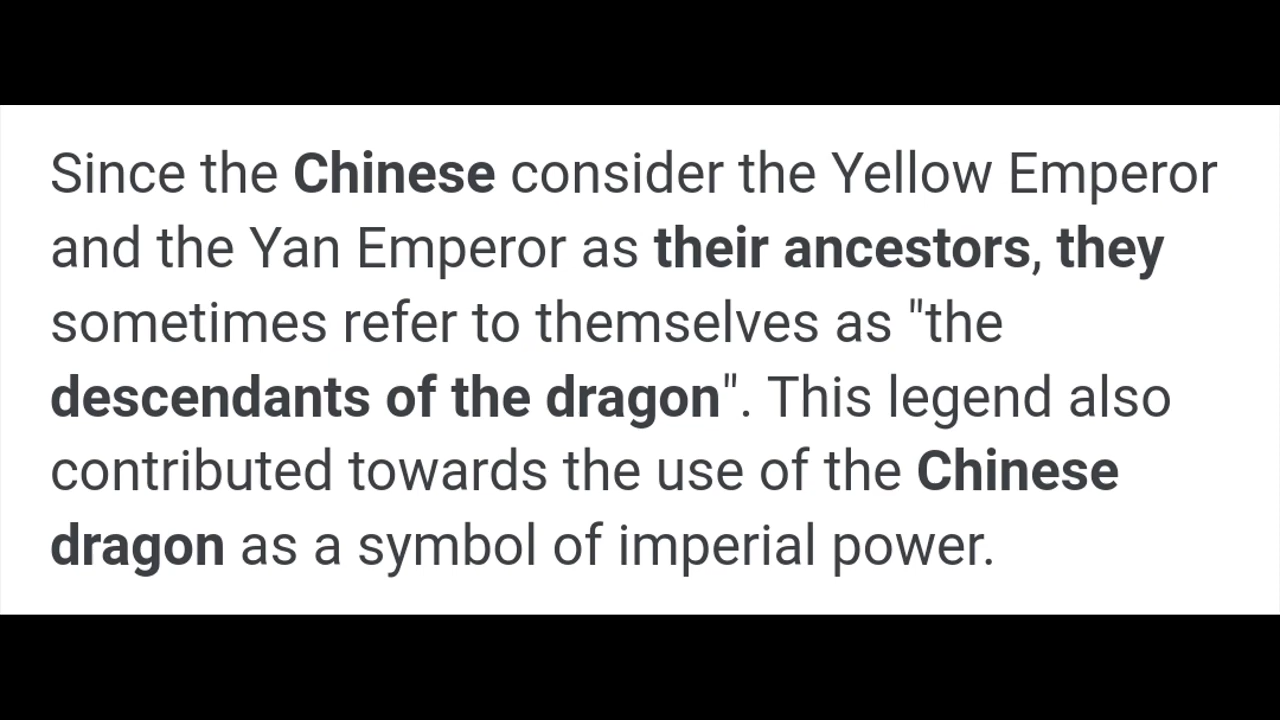 Since the Chinese consider the Yellow Emperor
and the Yan Emperor as their ancestors, they
sometimes refer to themselves as "the
descendants of the dragon". This legend also
contributed towards the use of the Chinese
dragon as a symbol of imperial power.